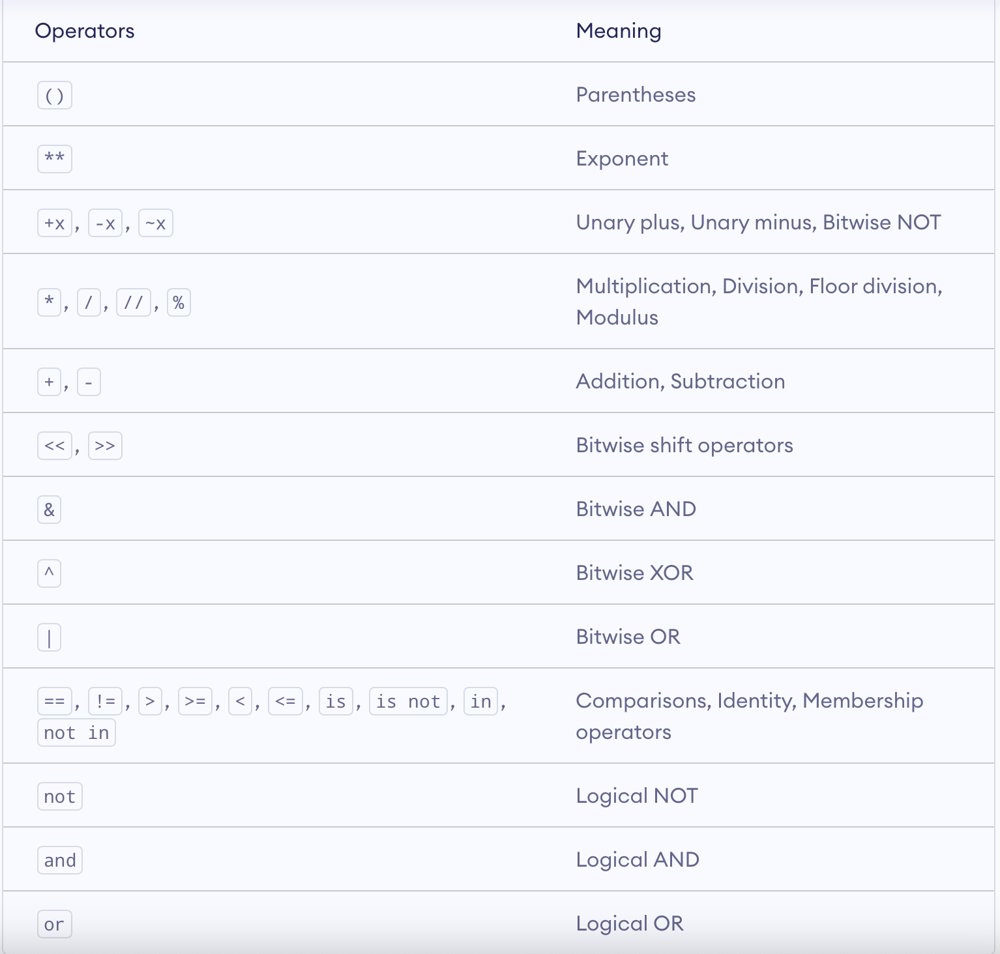 Operators Meaning
() Parentheses
** Exponent
+x, -x, ~x Unary plus, Unary minus, Bitwise NOT
*, /, //, % Multiplication, Division, Floor division,
Modulus
+, - Addition, Subtraction
<<, >> Bitwise shift operators
& Bitwise AND
^ Bitwise XOR
| Bitwise OR
==, !=, >, >=, <, <=, is, is not, in, Comparisons, Identity, Membership
not in operators
not Logical NOT
and Logical AND
or Logical OR